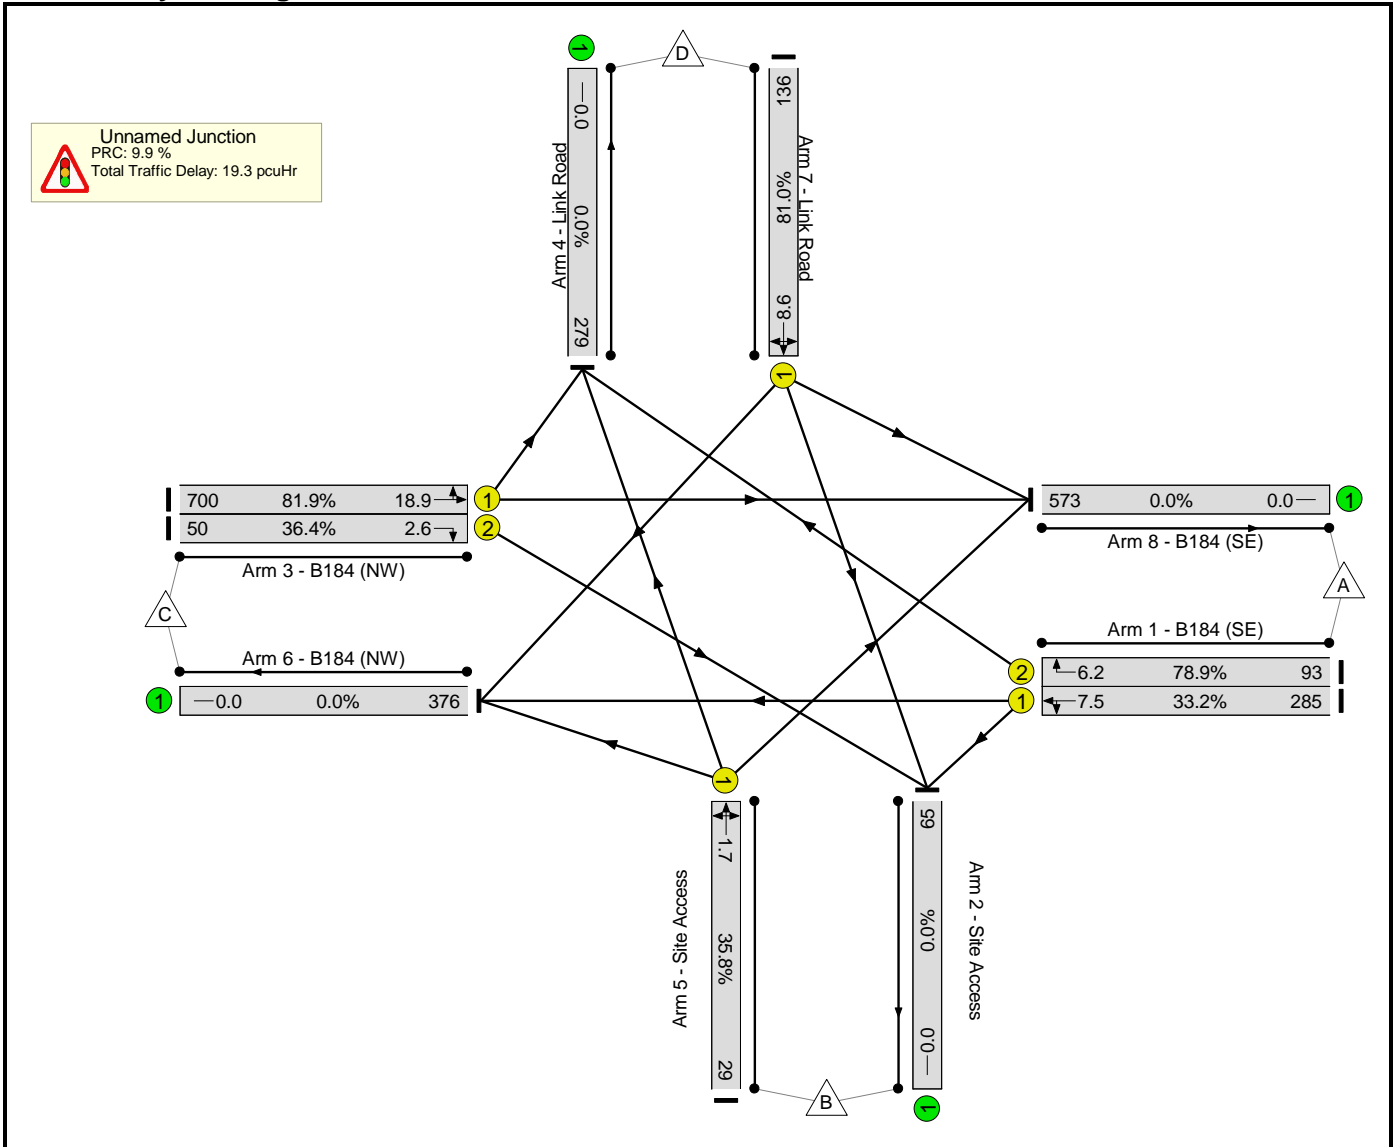 Unnamed Junction
PRC: 9.9 %
Total Traffic Delay: 19.3 pcuHr
1
D
0.0
0.0%
279
Arm 4 - Link Road
136
81.0%
8.6
Arm 7 - Link Road
1
700 81.9% 18.9
1
50 36.4% 2.6
2
Arm 3 - B184 (NW)
C
Arm 6 - B184 (NW)
1
0.0 0.0% 376
573 0.0% 0.0
1
Arm 8 - B184 (SE)
A
Arm 1 - B184 (SE)
2
6.2 78.9% 93
1
7.5 33.2% 285
1
1.7
35.8%
29
Arm 5 - Site Access
65
0.0%
0.0
Arm 2 - Site Access
B
1